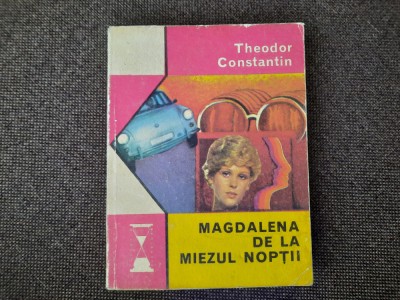 Theodor
Constantin
MAGDALENA
DE LA
MIEZUL NOPȚII